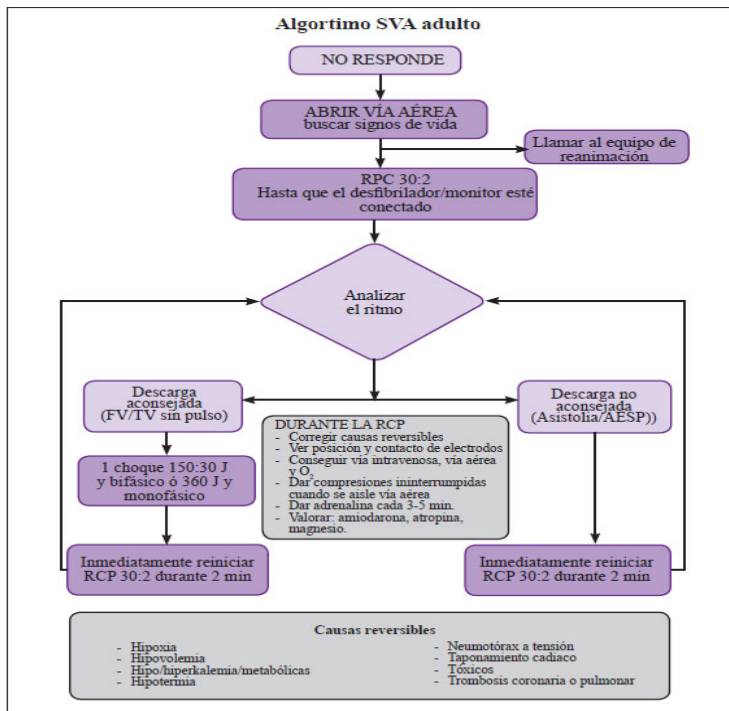 Algortimo SVA adulto
NO RESPONDE
ABRIR VÍA AÉREA
buscar signos de vida
Llamar al equipo de
reanimación
RPC 30:2
Hasta que el desfibrilador/monitor esté
conectado
Analizar
el ritmo
Descarga
aconsejada
(FV/TV sin pulso)
Descarga no
aconsejada
(Asistolia/AESP))
DURANTE LA RCP
- Corregir causas reversibles
- Ver posición y contacto de electrodos
- Conseguir vía intravenosa, vía aérea
y O2
- Dar compresiones ininterrumpidas
cuando se aisle vía aérea
- Dar adrenalina cada 3-5 min.
- Valorar: amiodarona, atropina,
magnesio.
1 choque 150:30 J
y bifásico ó 360 J y
monofásico
Inmediatamente reiniciar
RCP 30:2 durante 2 min
Inmediatamente reiniciar
RCP 30:2 durante 2 min
Causas reversibles
- Hipoxia
- Hipovolemia
- Hipo/hiperkalemia/metabólicas
- Hipotermia
- Neumotórax a tensión
- Taponamiento cadiaco
- Tóxicos
- Trombosis coronaria o pulmonar